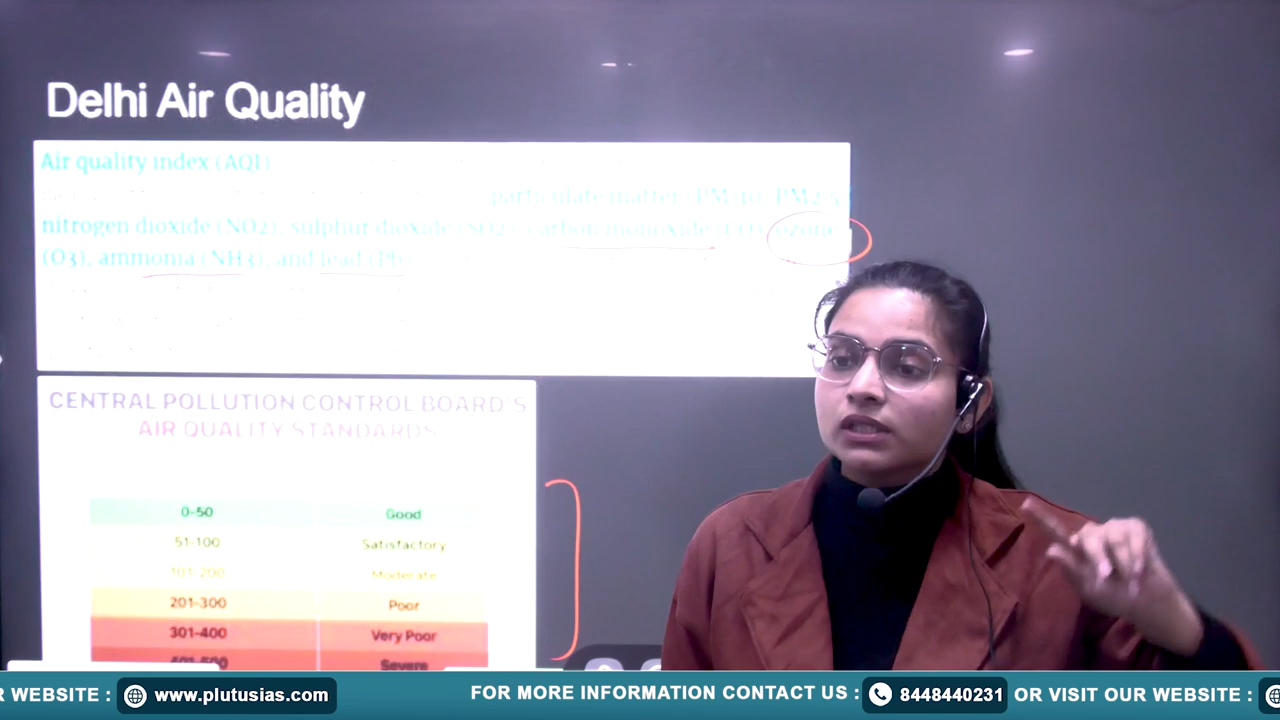 Delhi Air Quality
Air quality index (AQI)
particulate matter (PM 10, PM2.5,
nitrogen dioxide (NO2), sulphur dioxide (SO2), carbon monoxide (CO), ozone
(O3), ammonia (NH3), and lead (Pb
CENTRAL POLLUTION CONTROL BOARD'S
AIR QUALITY STANDARDS
0-50 Good
51-100 Satisfactory
101-200 Moderate
201-300 Poor
301-400 Very Poor
401-500 Severe
R WEBSITE : www.plutusias.com FOR MORE INFORMATION CONTACT US : 8448440231 OR VISIT OUR WEBSITE :